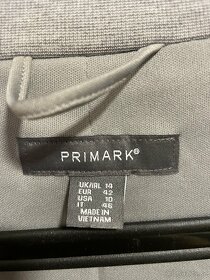 PRIMARK®
UK/IRL 14
EUR 42
USA 10
IT 46
MADE IN
VIETNAM